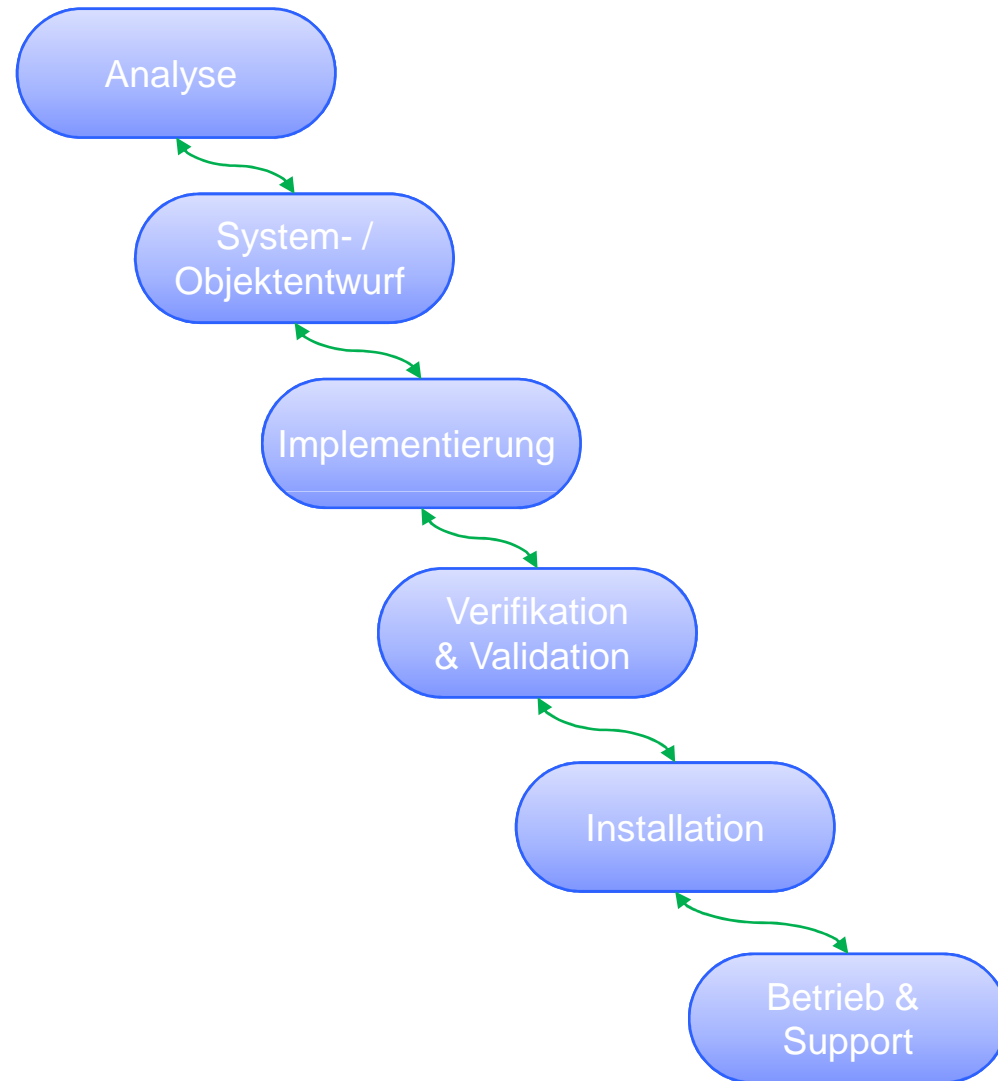 Analyse
System- /
Objektentwurf
Implementierung
Verifikation
& Validation
Installation
Betrieb &
Support